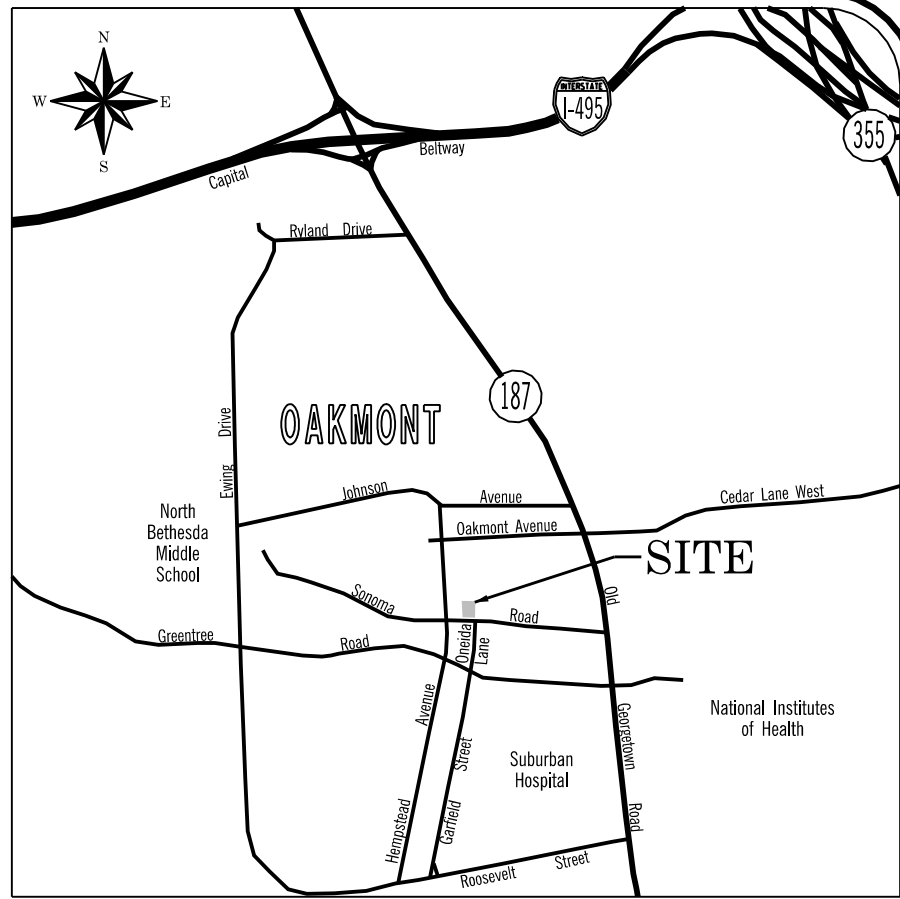 N
W E
S
INTERSTATE
I-495
355
Capital
Beltway
Ryland Drive
187
OAKMONT
Ewing Drive
Johnson
Avenue
Cedar Lane West
Oakmont Avenue
North
Bethesda
Middle
School
SITE
Sonoma
Road
Old
Oneida
Lane
Greentree
Road
Avenue
Hempstead
Street
Garfield
Georgetown
Road
National Institutes
of Health
Suburban
Hospital
Roosevelt
Street